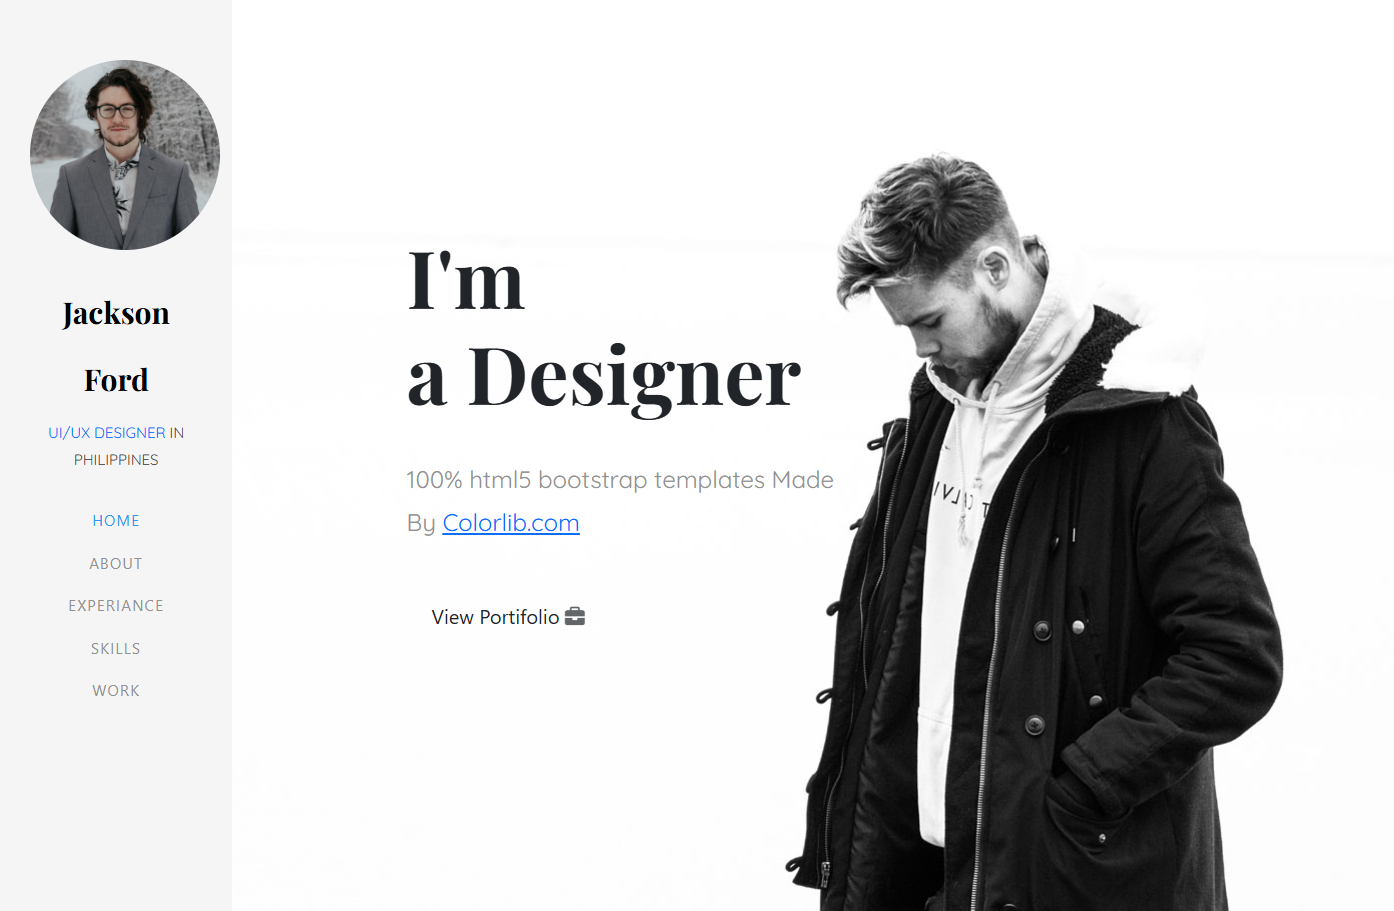 Jackson
Ford
UI/UX DESIGNER IN
PHILIPPINES
HOME
ABOUT
EXPERIANCE
SKILLS
WORK
I'm
a Designer
100% html5 bootstrap templates Made
By Colorlib.com
View Portifolio